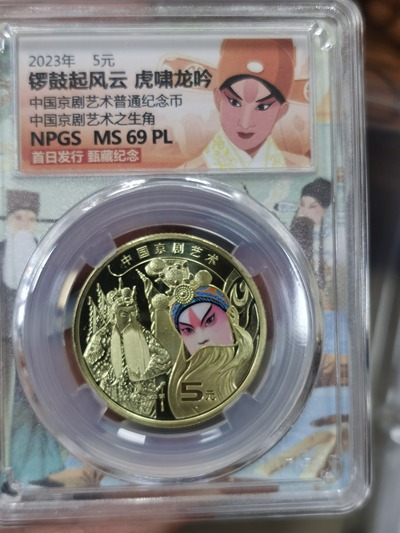 2023年 5元
锣鼓起风云 虎啸龙吟
中国京剧艺术普通纪念币
中国京剧艺术之生角
NPGS MS 69 PL
首日发行 甄藏纪念
中国京剧艺术
5元